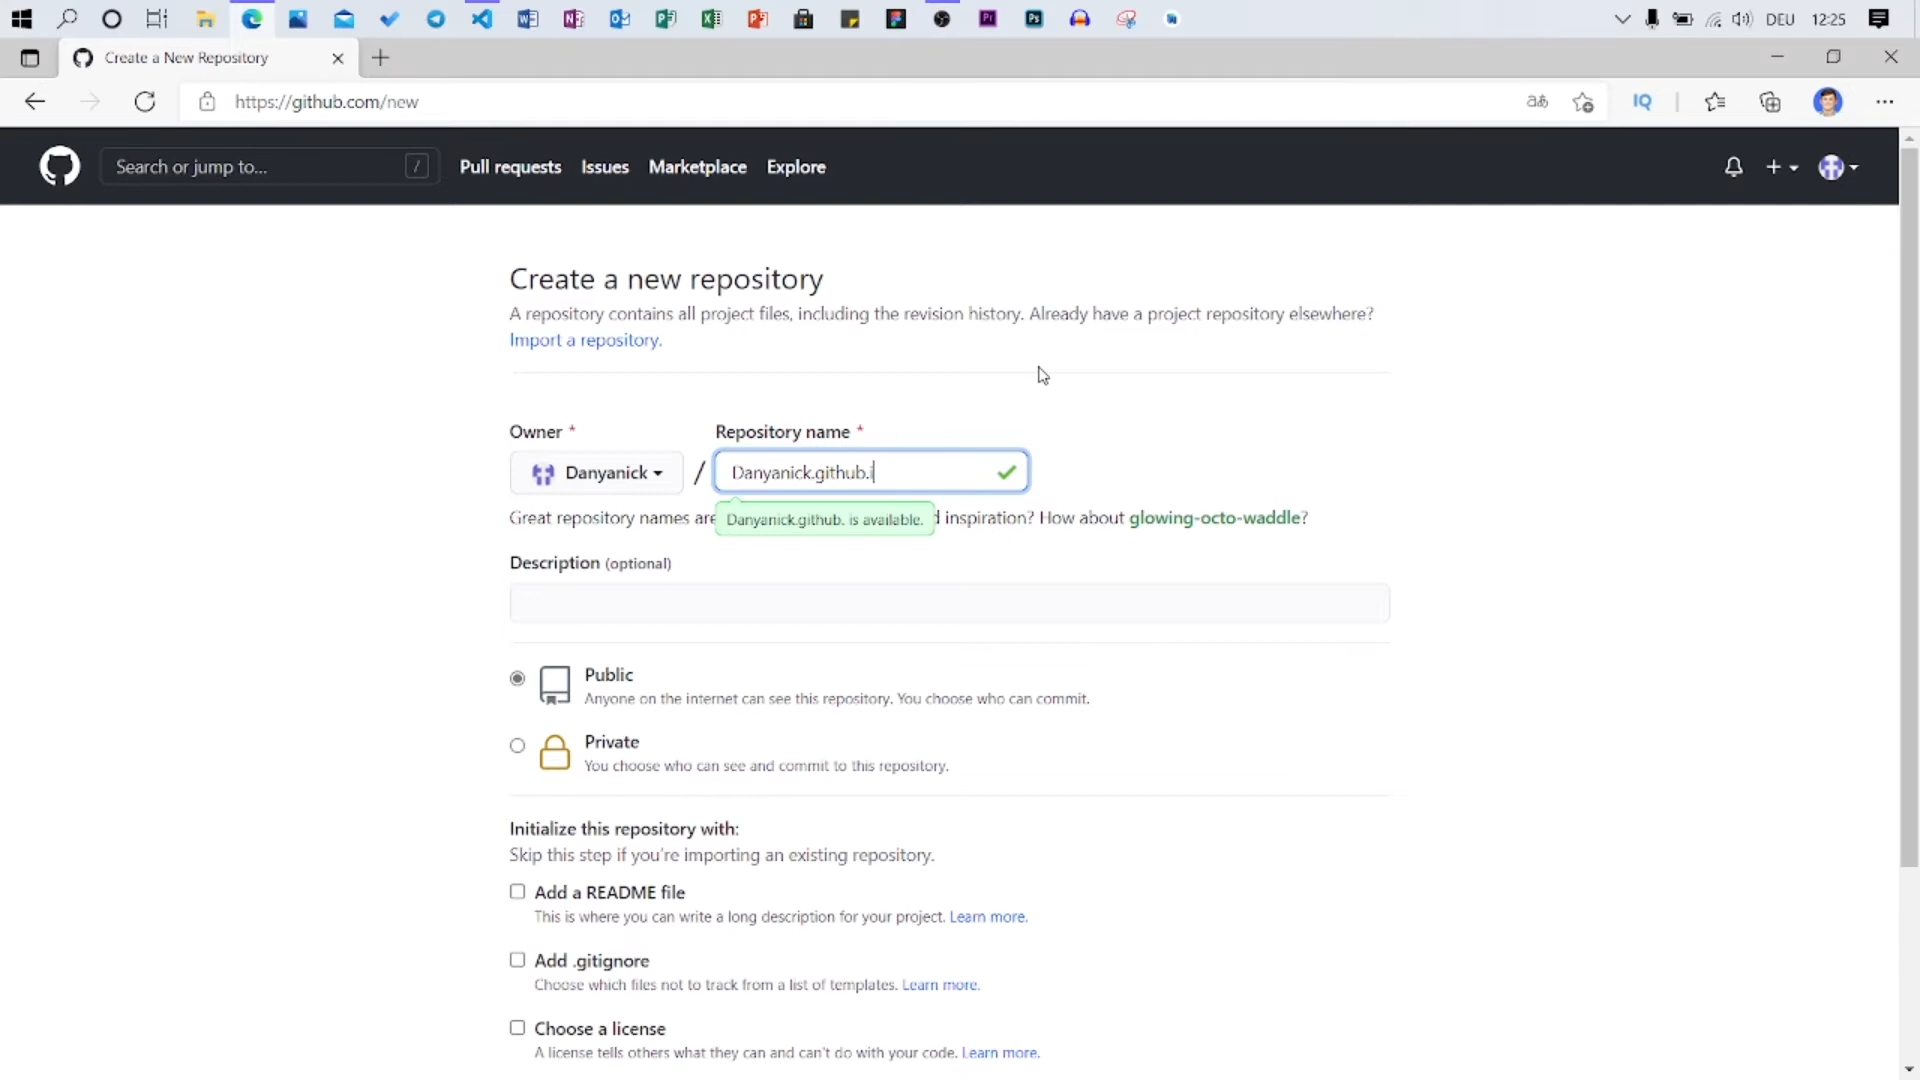 DEU 12:25
Create a New Repository
https://github.com/new
aあ
IQ
Search or jump to... /
Pull requests Issues Marketplace Explore
Create a new repository
A repository contains all project files, including the revision history. Already have a project repository elsewhere?
Import a repository.
Owner * Repository name *
Danyanick / Danyanick.github.i
Great repository names are Danyanick.github. is available. inspiration? How about glowing-octo-waddle?
Description (optional)
Public
Anyone on the internet can see this repository. You choose who can commit.
Private
You choose who can see and commit to this repository.
Initialize this repository with:
Skip this step if you're importing an existing repository.
Add a README file
This is where you can write a long description for your project. Learn more.
Add .gitignore
Choose which files not to track from a list of templates. Learn more.
Choose a license
A license tells others what they can and can't do with your code. Learn more.